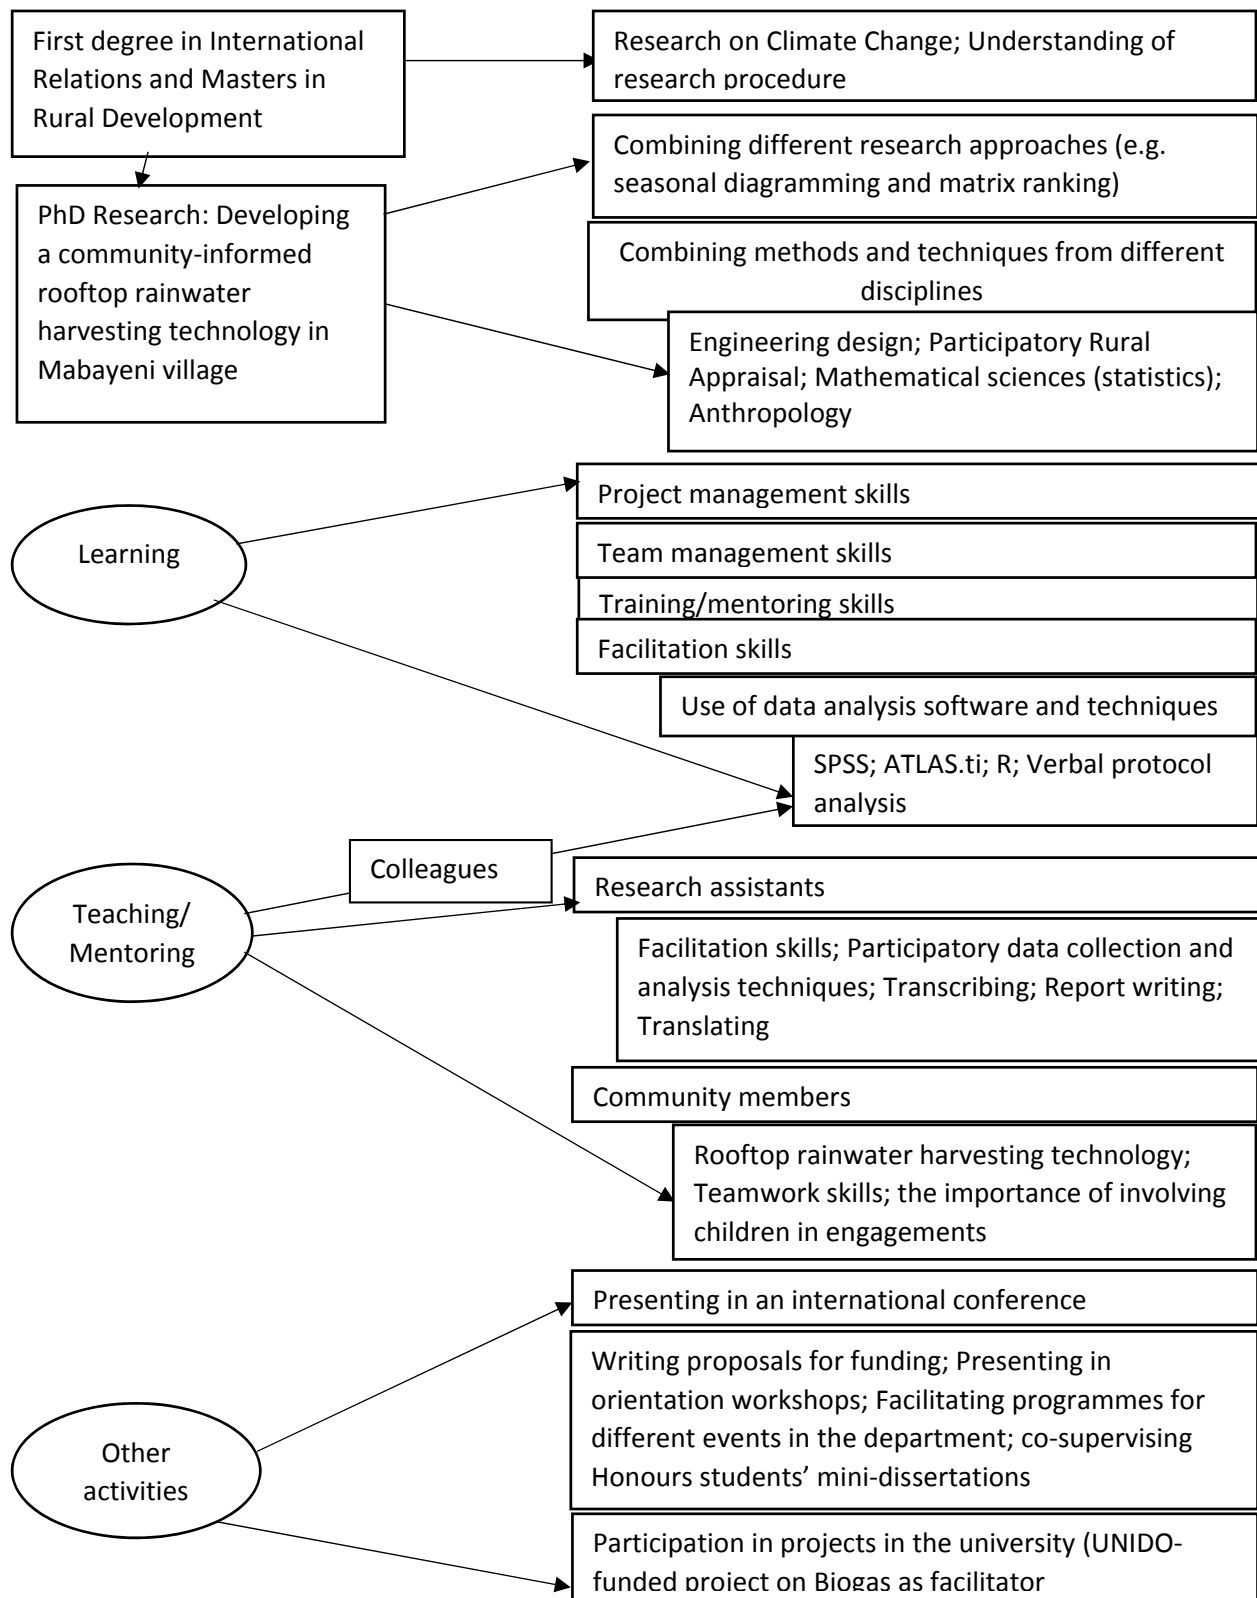 First degree in International
Relations and Masters in
Rural Development
Research on Climate Change; Understanding of
research procedure
Combining different research approaches (e.g.
seasonal diagramming and matrix ranking)
PhD Research: Developing
a community-informed
rooftop rainwater
harvesting technology in
Mabayeni village
Combining methods and techniques from different
disciplines
Engineering design; Participatory Rural
Appraisal; Mathematical sciences (statistics);
Anthropology
Learning
Project management skills
Team management skills
Training/mentoring skills
Facilitation skills
Use of data analysis software and techniques
SPSS; ATLAS.ti; R; Verbal protocol
analysis
Colleagues
Teaching/
Mentoring
Research assistants
Facilitation skills; Participatory data collection and
analysis techniques; Transcribing; Report writing;
Translating
Community members
Rooftop rainwater harvesting technology;
Teamwork skills; the importance of involving
children in engagements
Other
activities
Presenting in an international conference
Writing proposals for funding; Presenting in
orientation workshops; Facilitating programmes for
different events in the department; co-supervising
Honours students’ mini-dissertations
Participation in projects in the university (UNIDO-
funded project on Biogas as facilitator